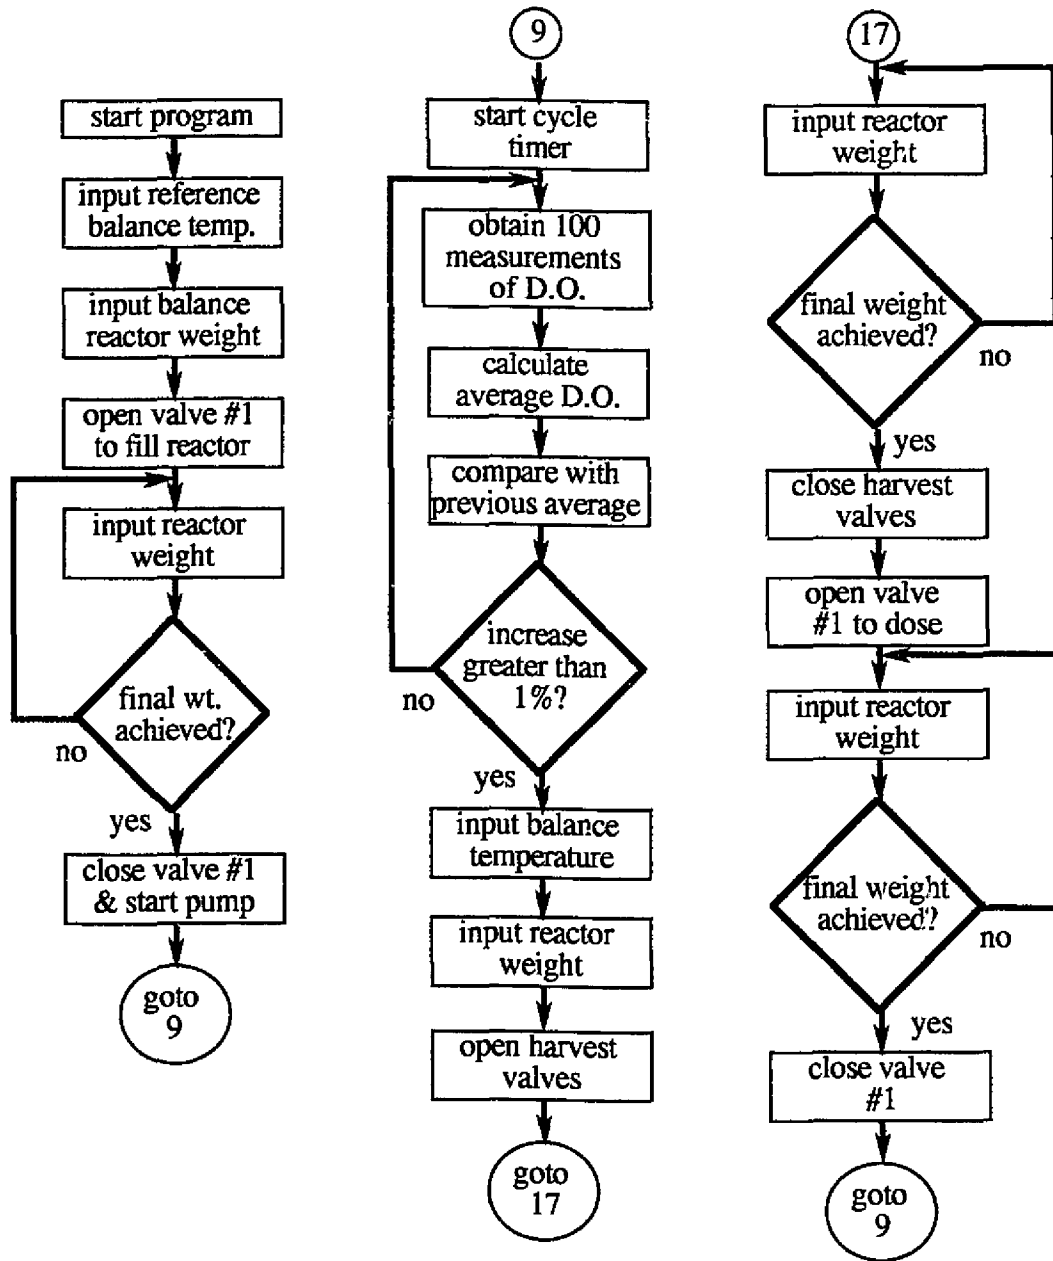 start program
input reference
balance temp.
input balance
reactor weight
open valve #1
to fill reactor
input reactor
weight
final wt.
achieved?
no
yes
close valve #1
& start pump
goto
9
9
start cycle
timer
obtain 100
measurements
of D.O.
calculate
average D.O.
compare with
previous average
increase
greater than
1%?
no
yes
input balance
temperature
input reactor
weight
open harvest
valves
goto
17
17
input reactor
weight
final weight
achieved?
no
yes
close harvest
valves
open valve
#1 to dose
input reactor
weight
final weight
achieved?
no
yes
close valve
#1
goto
9